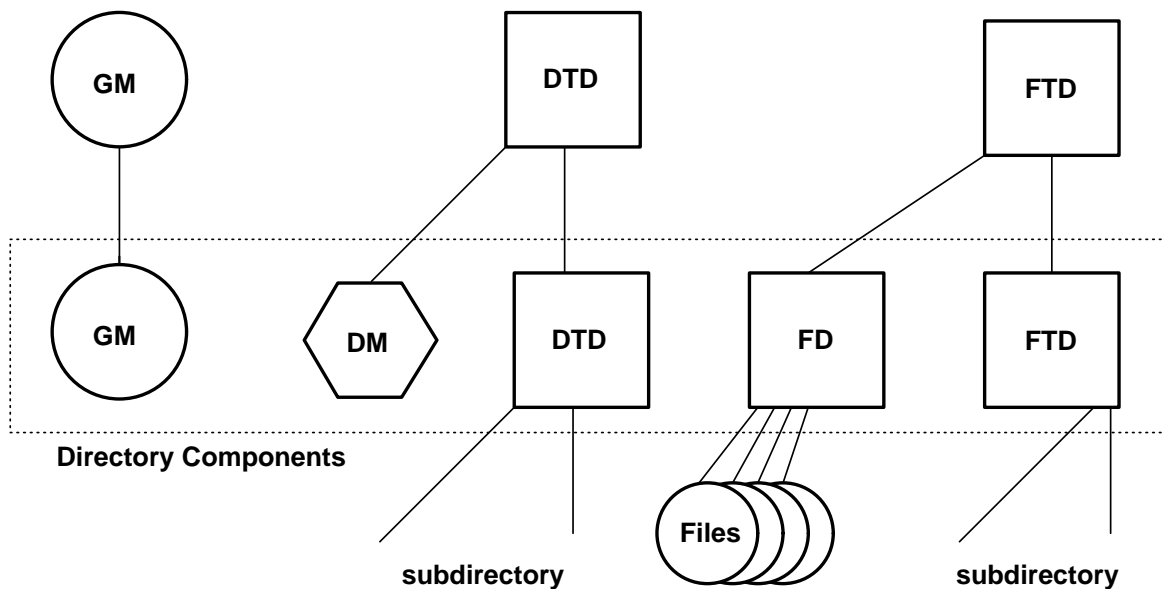 GM
DTD
FTD
GM
DM
DTD
FD
FTD
Directory Components
Files
subdirectory
subdirectory